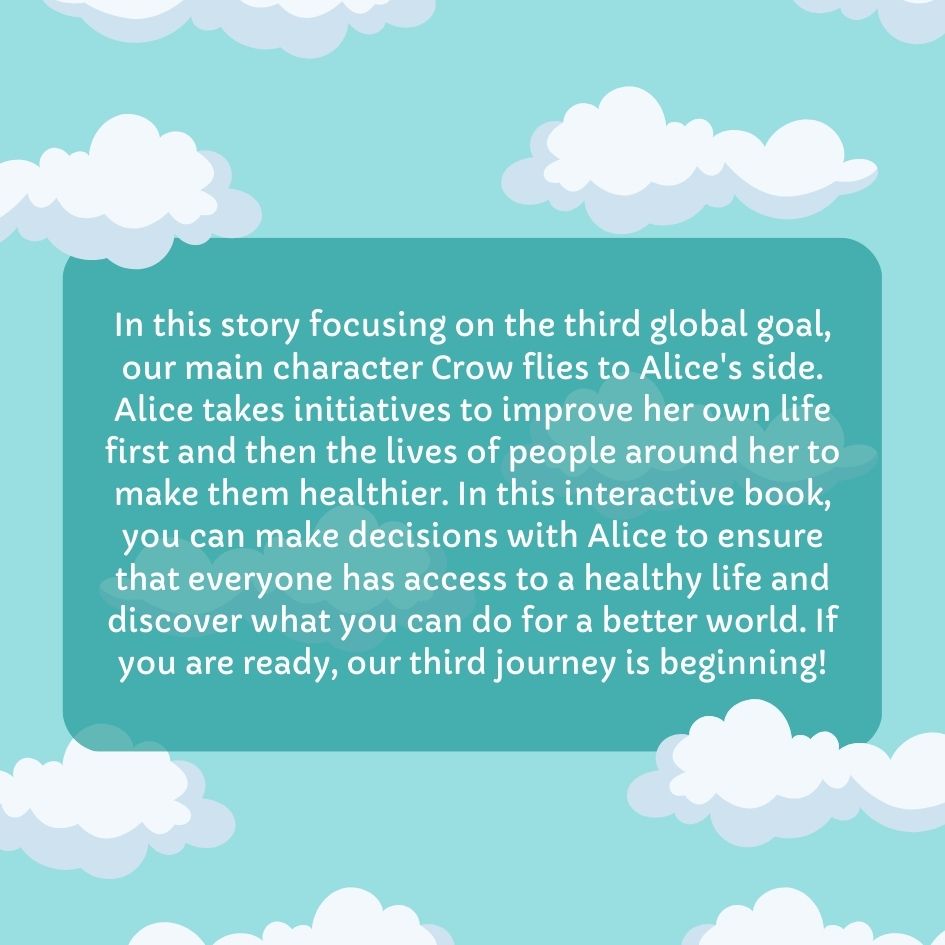 In this story focusing on the third global goal,
our main character Crow flies to Alice's side.
Alice takes initiatives to improve her own life
first and then the lives of people around her to
make them healthier. In this interactive book,
you can make decisions with Alice to ensure
that everyone has access to a healthy life and
discover what you can do for a better world. If
you are ready, our third journey is beginning!